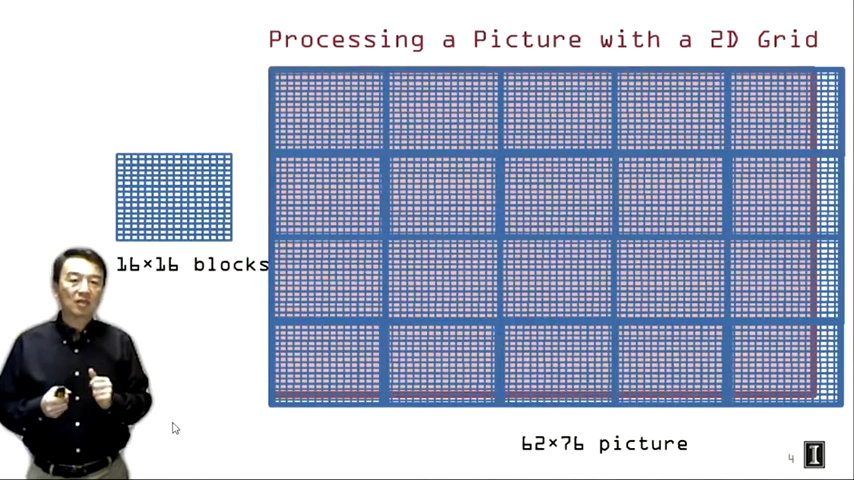 Processing a Picture with a 2D Grid
16×16 blocks
62×76 picture
4
I